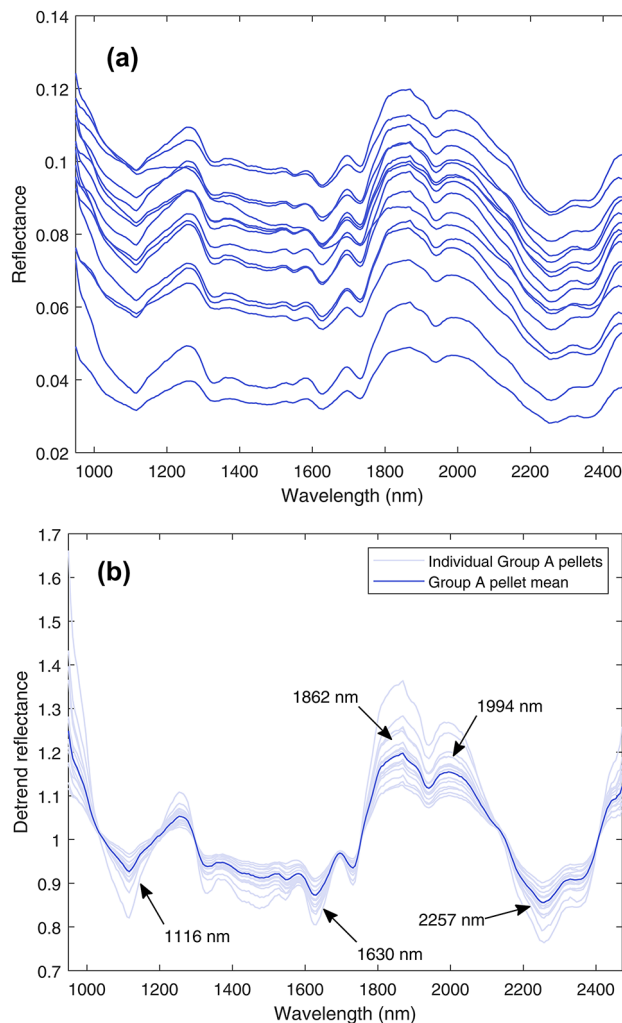 (a)
0.14
0.12
0.1
0.08
0.06
0.04
0.02
Reflectance
1000 1200 1400 1600 1800 2000 2200 2400
Wavelength (nm)
(b)
1.7
1.6
1.5
1.4
1.3
1.2
1.1
1
0.9
0.8
0.7
Detrend reflectance
Individual Group A pellets
Group A pellet mean
1862 nm
1994 nm
1116 nm
1630 nm
2257 nm
1000 1200 1400 1600 1800 2000 2200 2400
Wavelength (nm)